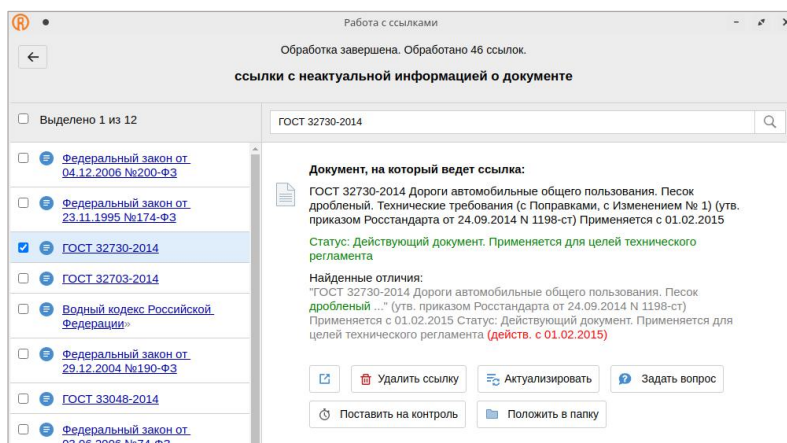 Работа с ссылками
Обработка завершена. Обработано 46 ссылок.
ссылки с неактуальной информацией о документе
Выделено 1 из 12
ГОСТ 32730-2014
Федеральный закон от
04.12.2006 №200-ФЗ
Федеральный закон от
23.11.1995 №174-ФЗ
ГОСТ 32730-2014
ГОСТ 32703-2014
Водный кодекс Российской
Федерации»
Федеральный закон от
29.12.2004 №190-ФЗ
ГОСТ 33048-2014
Федеральный закон от
03.06.2006 №74-ФЗ
Документ, на который ведет ссылка:
ГОСТ 32730-2014 Дороги автомобильные общего пользования. Песок
дробленый. Технические требования (с Поправками, с Изменением № 1) (утв.
приказом Росстандарта от 24.09.2014 N 1198-ст) Применяется с 01.02.2015
Статус: Действующий документ. Применяется для целей технического
регламента
Найденные отличия:
"ГОСТ 32730-2014 Дороги автомобильные общего пользования. Песок
дробленый ..." (утв. приказом Росстандарта от 24.09.2014 N 1198-ст)
Применяется с 01.02.2015 Статус: Действующий документ. Применяется для
целей технического регламента (действ. с 01.02.2015)
Удалить ссылку
Актуализировать
Задать вопрос
Поставить на контроль
Положить в папку